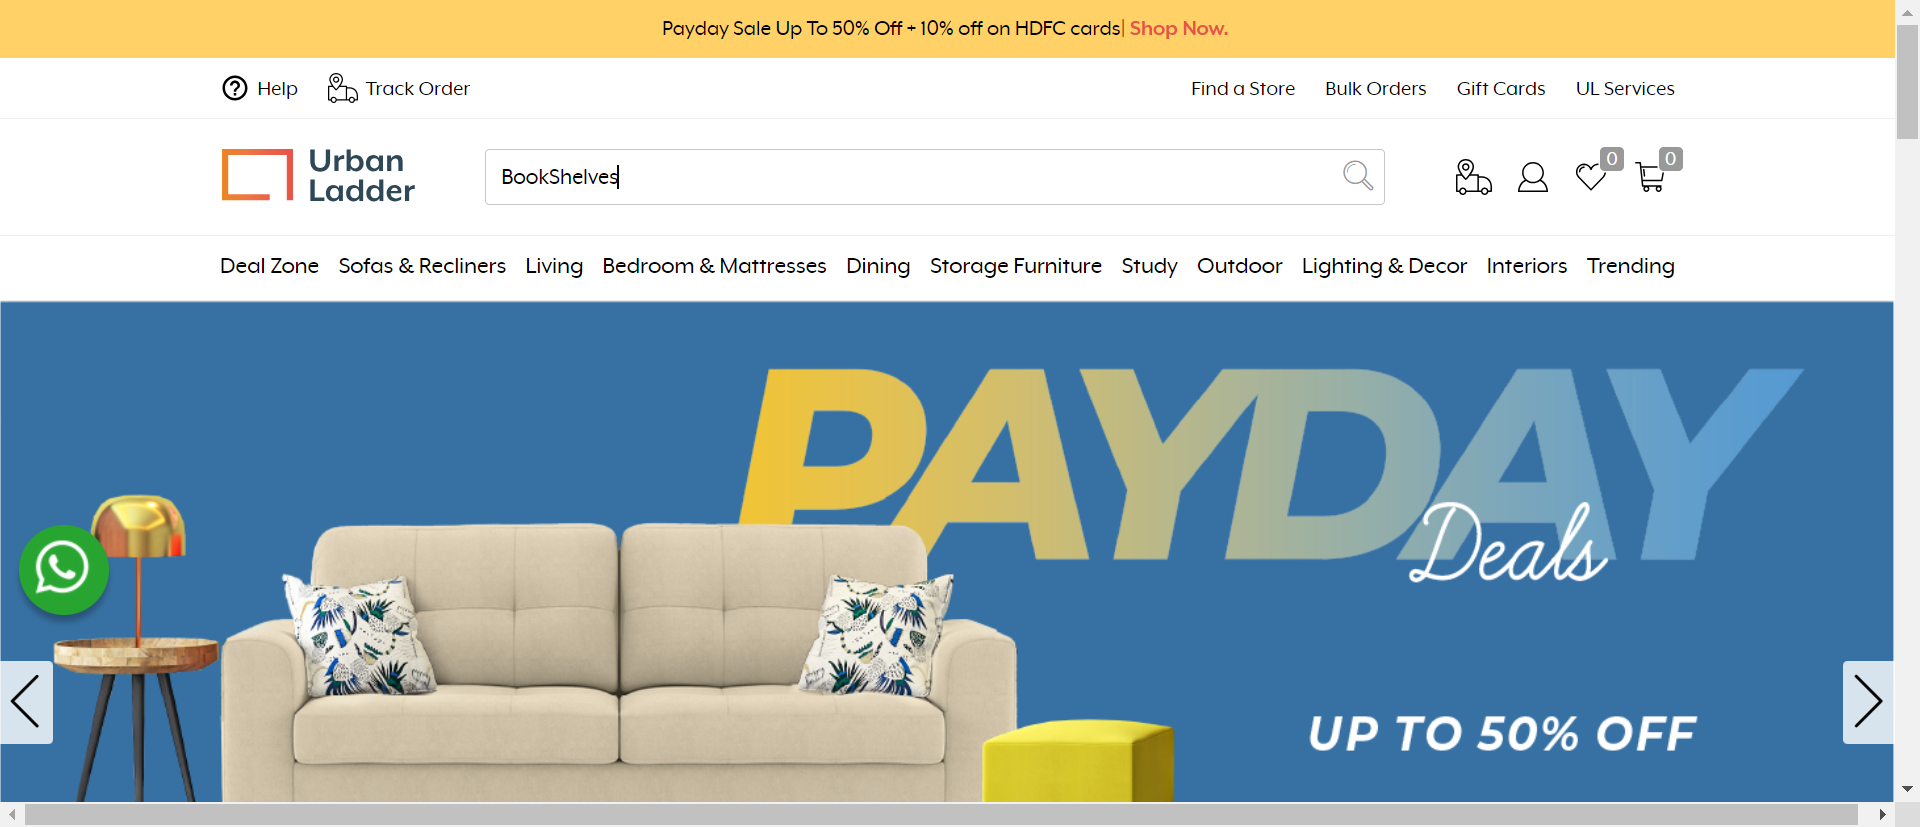 Payday Sale Up To 50% Off + 10% off on HDFC cards| Shop Now.
Help Track Order Find a Store Bulk Orders Gift Cards UL Services
Urban
Ladder
BookShelves
0 0
Deal Zone Sofas & Recliners Living Bedroom & Mattresses Dining Storage Furniture Study Outdoor Lighting & Decor Interiors Trending
PAYDAY
Deals
UP TO 50% OFF